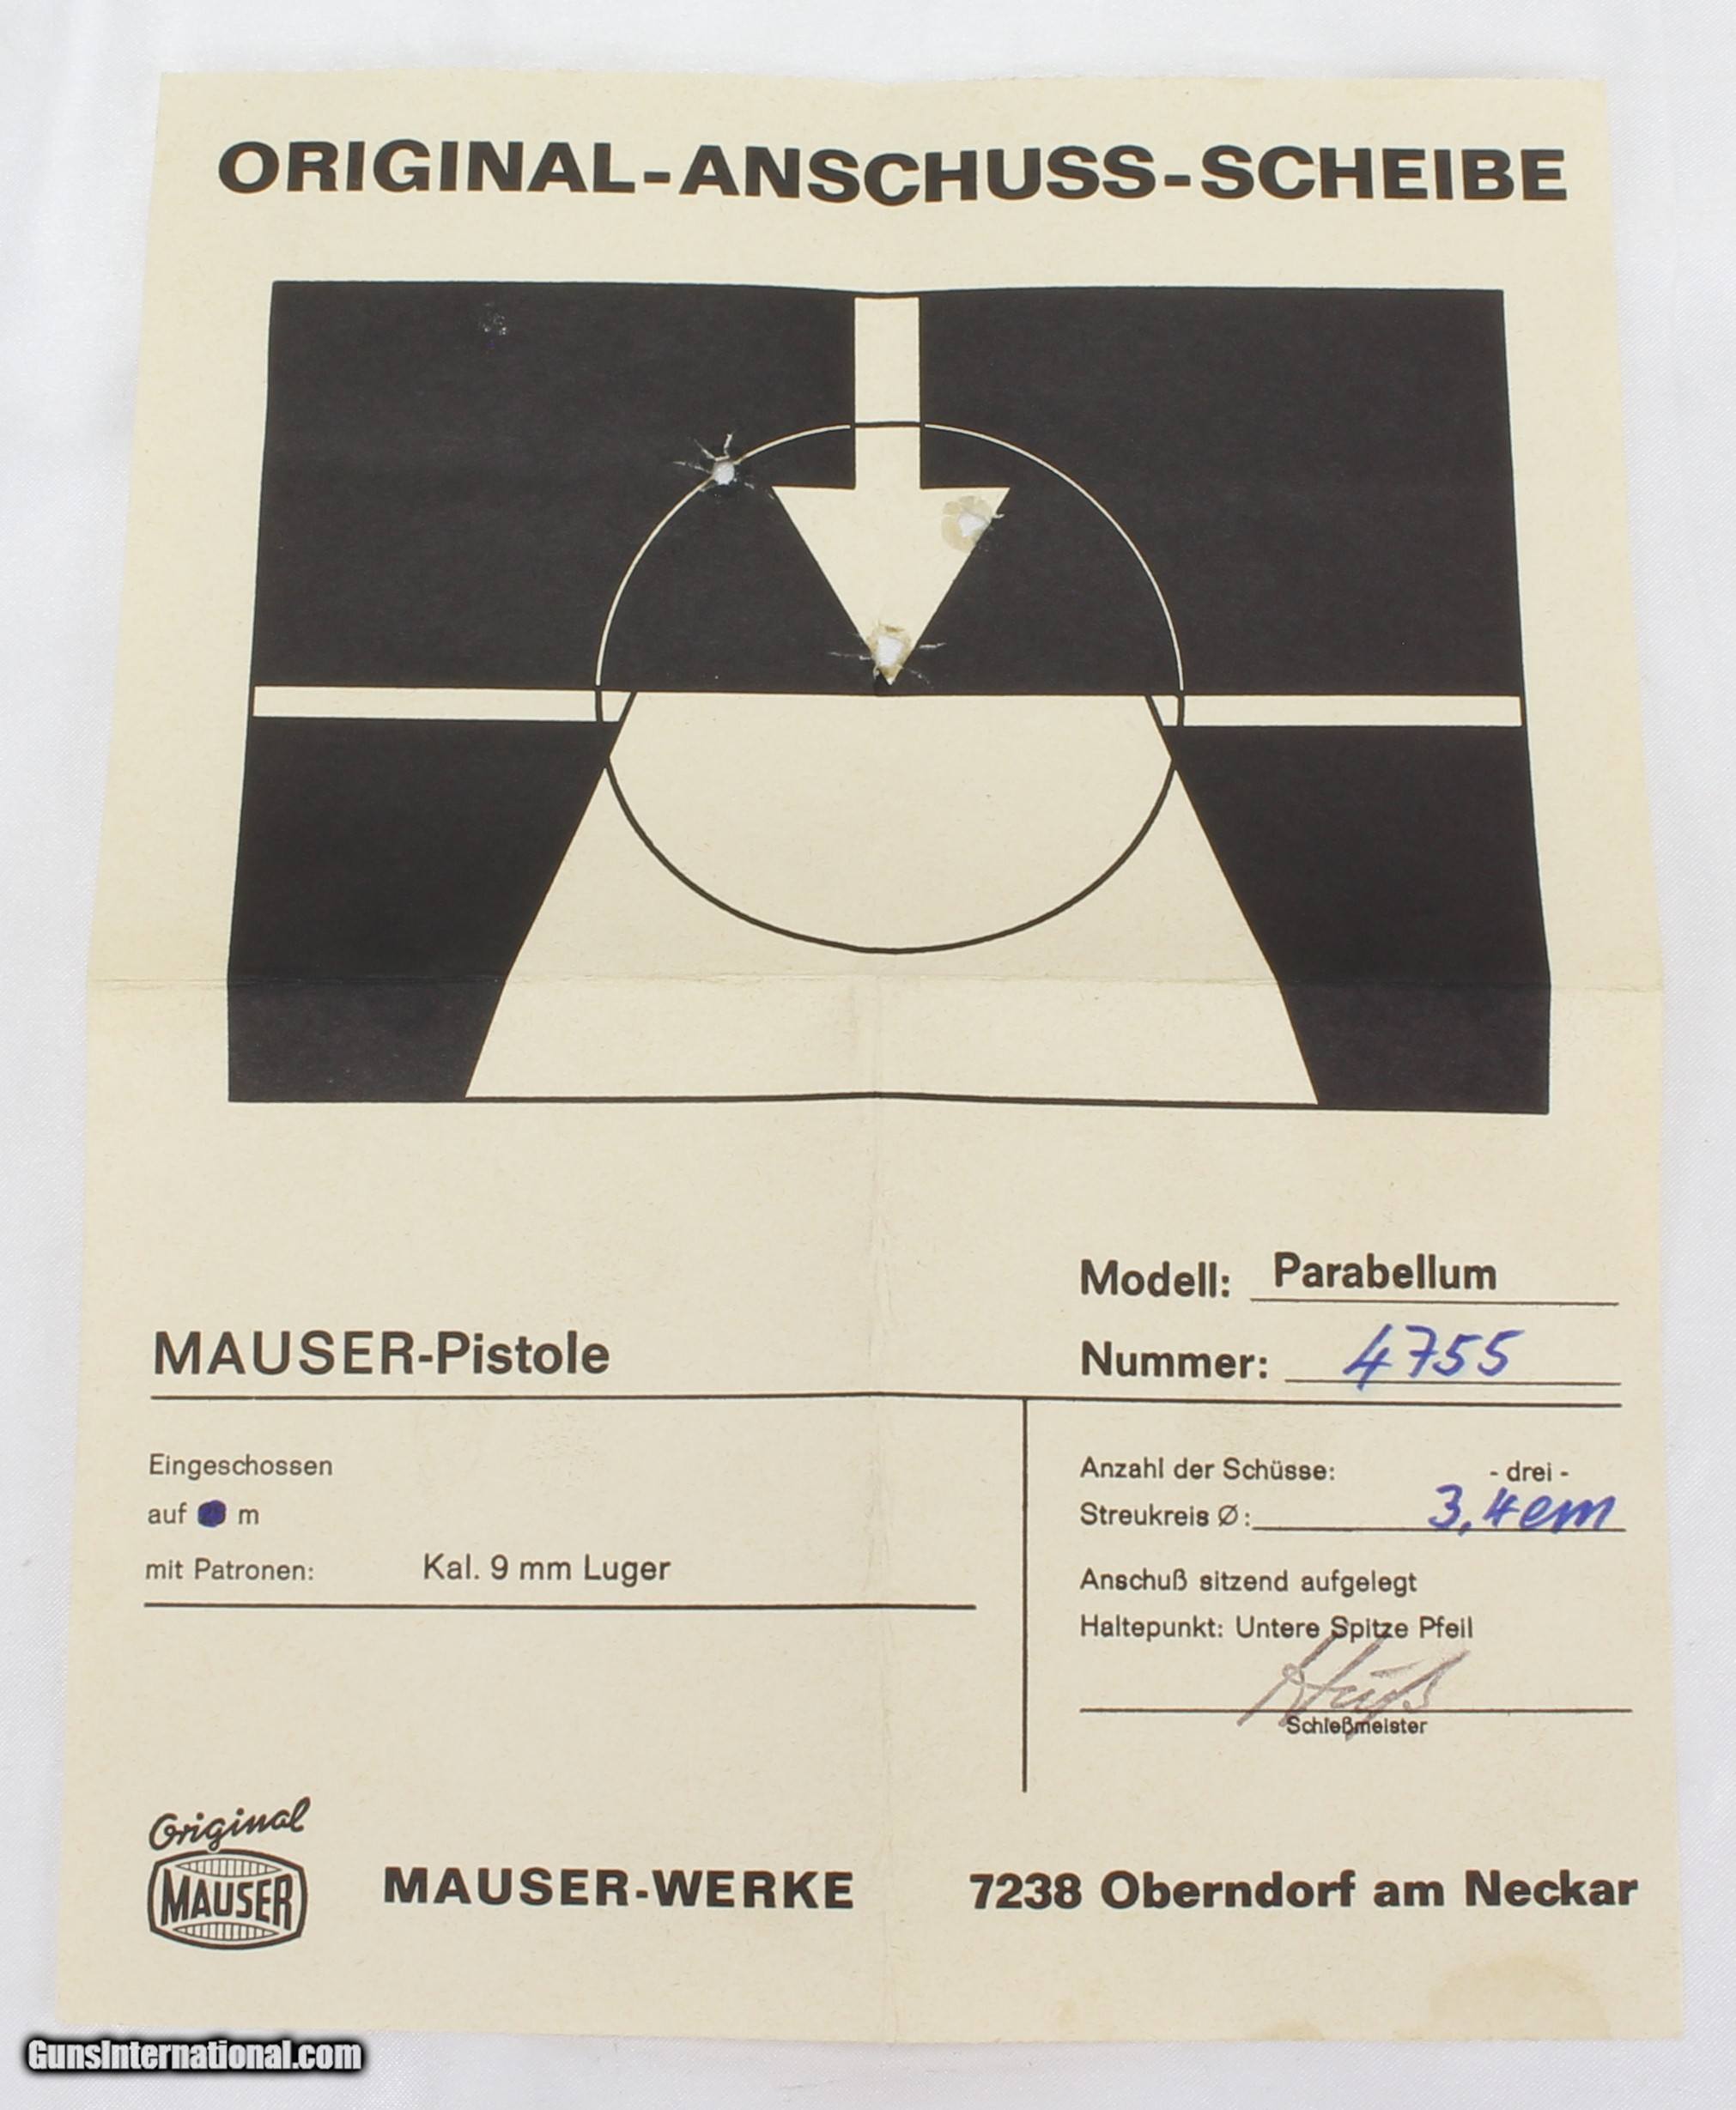 ORIGINAL-ANSCHUSS-SCHEIBE
Modell: Parabellum
MAUSER-Pistole
Nummer: 4755
Eingeschossen
auf m
mit Patronen: Kal. 9 mm Luger
Anzahl der Schüsse: - drei -
Streukreis Ø: 3,4 cm
Anschuß sitzend aufgelegt
Haltepunkt: Untere Spitze Pfeil
Schießmeister
Original
MAUSER
MAUSER-WERKE
7238 Oberndorf am Neckar
GunsInternational.com